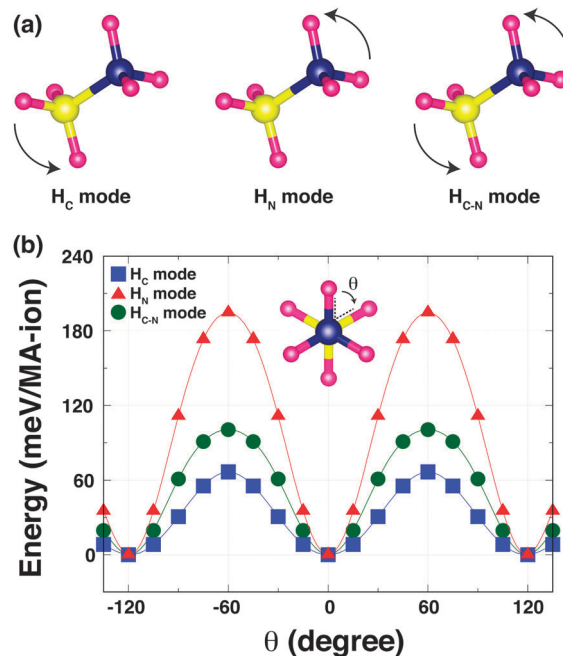 (a)
H_C mode
H_N mode
H_C-N mode
(b)
240
180
120
60
0
Energy (meV/MA-ion)
H_C mode
H_N mode
H_C-N mode
θ
-120
-60
0
60
120
θ (degree)